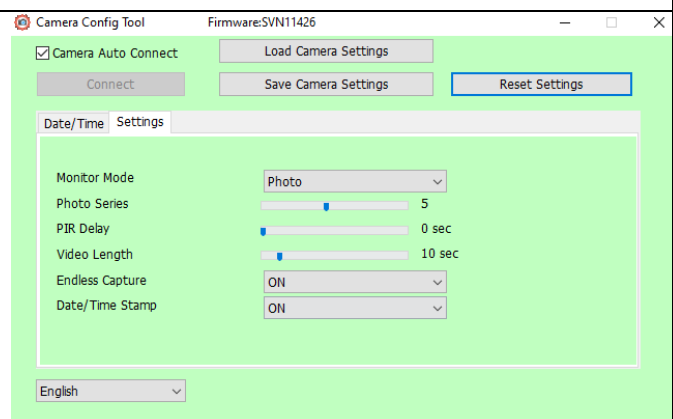 Camera Config Tool Firmware:SVN11426
Camera Auto Connect Load Camera Settings
Connect Save Camera Settings Reset Settings
Date/Time Settings
Monitor Mode Photo
Photo Series 5
PIR Delay 0 sec
Video Length 10 sec
Endless Capture ON
Date/Time Stamp ON
English